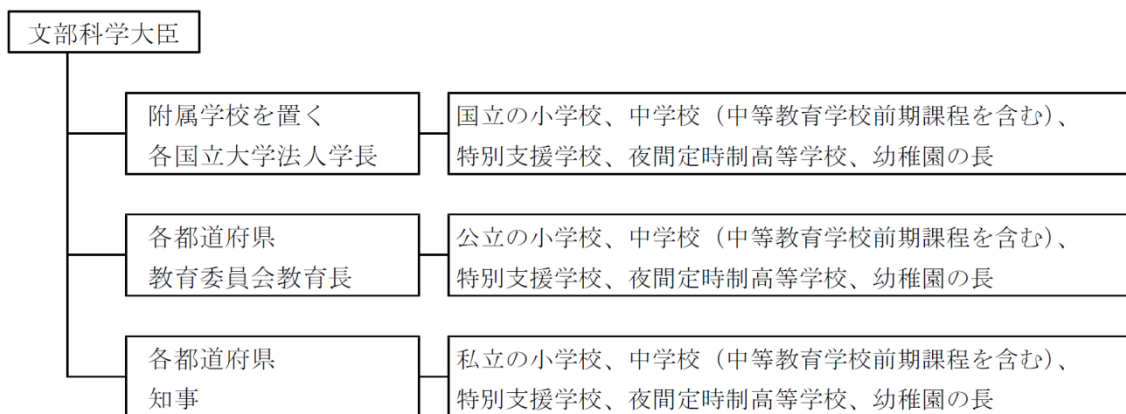 文部科学大臣
附属学校を置く
各国立大学法人学長
国立の小学校、中学校（中等教育学校前期課程を含む）、
特別支援学校、夜間定時制高等学校、幼稚園の長
各都道府県
教育委員会教育長
公立の小学校、中学校（中等教育学校前期課程を含む）、
特別支援学校、夜間定時制高等学校、幼稚園の長
各都道府県
知事
私立の小学校、中学校（中等教育学校前期課程を含む）、
特別支援学校、夜間定時制高等学校、幼稚園の長